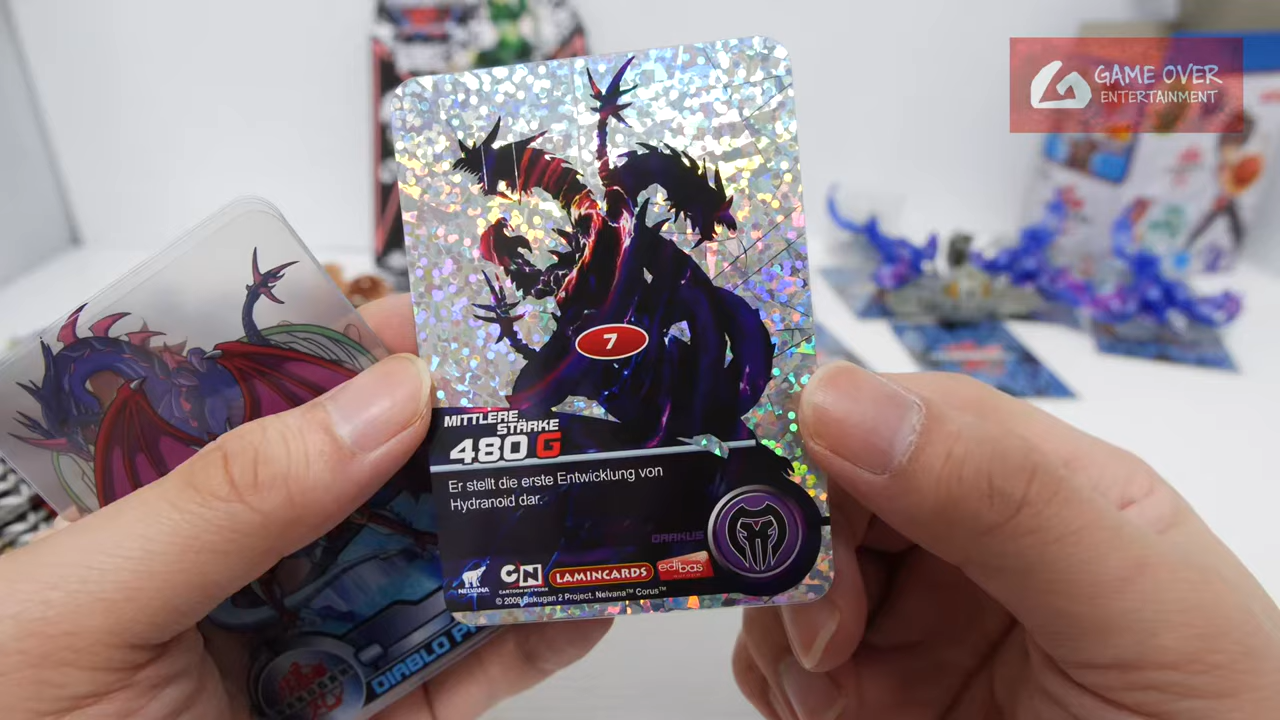 GAME OVER
ENTERTAINMENT
7
MITTLERE
STÄRKE
480 G
Er stellt die erste Entwicklung von
Hydranoid dar.
DARKUS
NELVANA
CN
CARTOON NETWORK
LAMINCARDS
edibas
© 2009 Bakugan 2 Project. Nelvana™ Corus™
BAKUGAN
DIABLO P